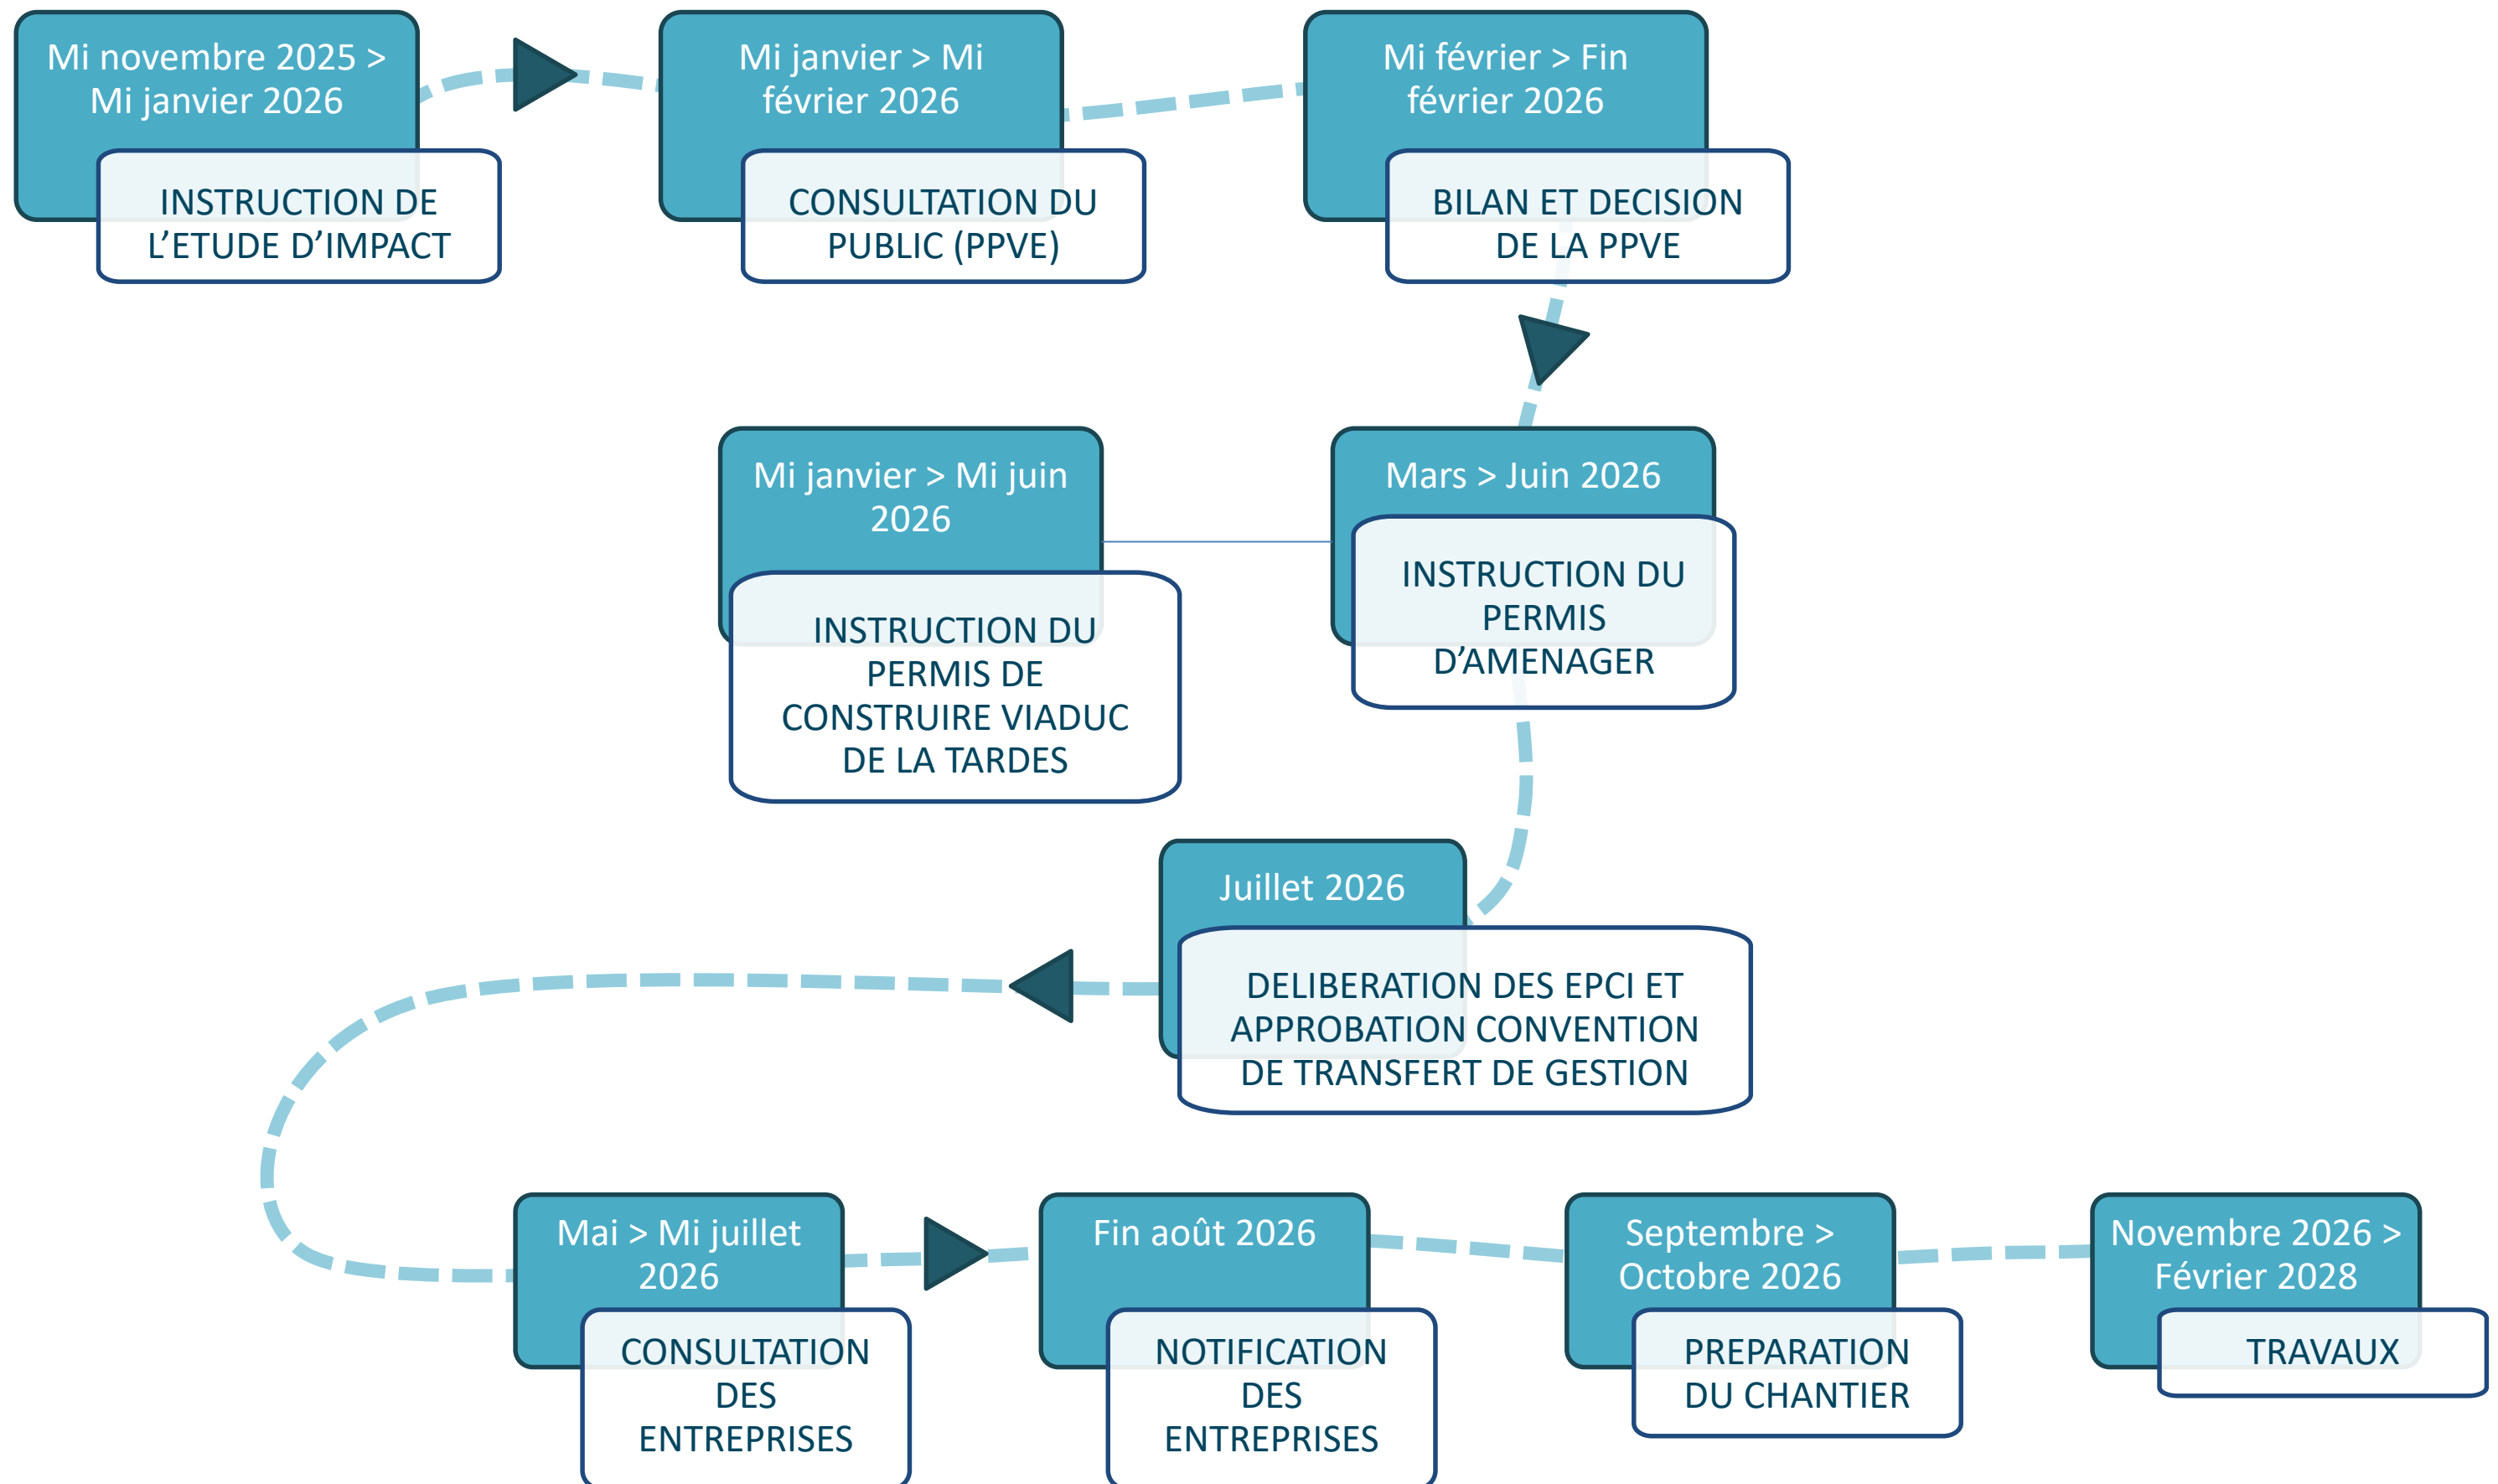 Mi novembre 2025 >
Mi janvier 2026
INSTRUCTION DE
L’ETUDE D’IMPACT
Mi janvier > Mi
février 2026
CONSULTATION DU
PUBLIC (PPVE)
Mi février > Fin
février 2026
BILAN ET DECISION
DE LA PPVE
Mi janvier > Mi juin
2026
INSTRUCTION DU
PERMIS DE
CONSTRUIRE VIADUC
DE LA TARDES
Mars > Juin 2026
INSTRUCTION DU
PERMIS
D’AMENAGER
Juillet 2026
DELIBERATION DES EPCI ET
APPROBATION CONVENTION
DE TRANSFERT DE GESTION
Mai > Mi juillet
2026
CONSULTATION
DES
ENTREPRISES
Fin août 2026
NOTIFICATION
DES
ENTREPRISES
Septembre >
Octobre 2026
PREPARATION
DU CHANTIER
Novembre 2026 >
Février 2028
TRAVAUX